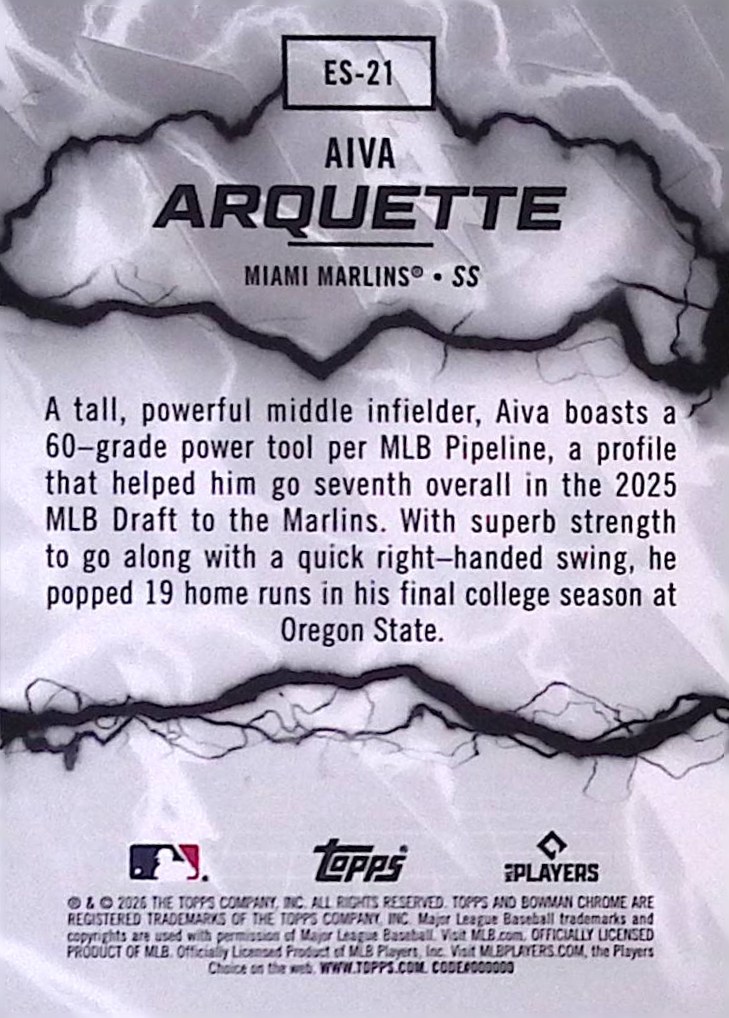 ES-21
AIVA
ARQUETTE
MIAMI MARLINS® • SS
A tall, powerful middle infielder, Aiva boasts a
60–grade power tool per MLB Pipeline, a profile
that helped him go seventh overall in the 2025
MLB Draft to the Marlins. With superb strength
to go along with a quick right–handed swing, he
popped 19 home runs in his final college season at
Oregon State.
topps® PLAYERS
® & © 2026 THE TOPPS COMPANY, INC. ALL RIGHTS RESERVED. TOPPS AND BOWMAN CHROME ARE
REGISTERED TRADEMARKS OF THE TOPPS COMPANY, INC. Major League Baseball trademarks and
copyrights are used with permission of Major League Baseball. Visit MLB.com. OFFICIALLY LICENSED
PRODUCT OF MLB. Officially Licensed Product of MLB Players, Inc. Visit MLBPLAYERS.COM, the Players
Choice on the web. WWW.TOPPS.COM. CODE#000000